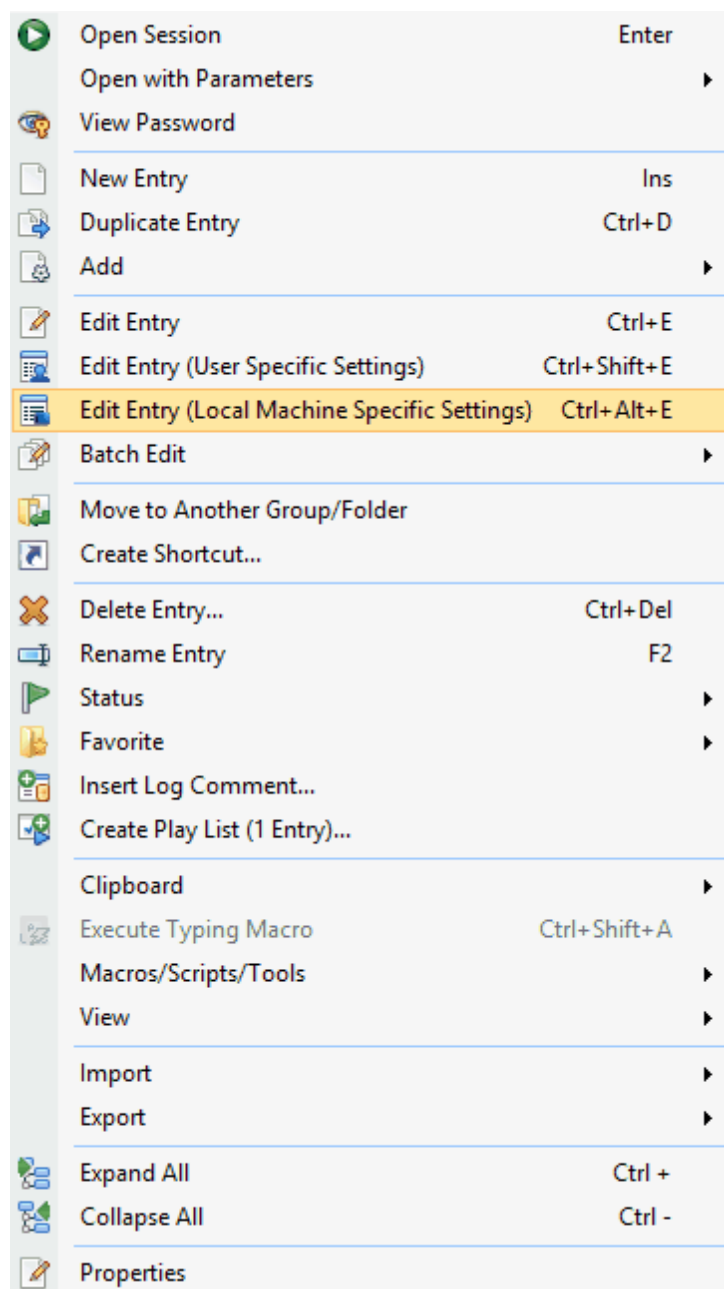 Open Session Enter
Open with Parameters
View Password
New Entry Ins
Duplicate Entry Ctrl+D
Add
Edit Entry Ctrl+E
Edit Entry (User Specific Settings) Ctrl+Shift+E
Edit Entry (Local Machine Specific Settings) Ctrl+Alt+E
Batch Edit
Move to Another Group/Folder
Create Shortcut...
Delete Entry... Ctrl+Del
Rename Entry F2
Status
Favorite
Insert Log Comment...
Create Play List (1 Entry)...
Clipboard
Execute Typing Macro Ctrl+Shift+A
Macros/Scripts/Tools
View
Import
Export
Expand All Ctrl +
Collapse All Ctrl -
Properties